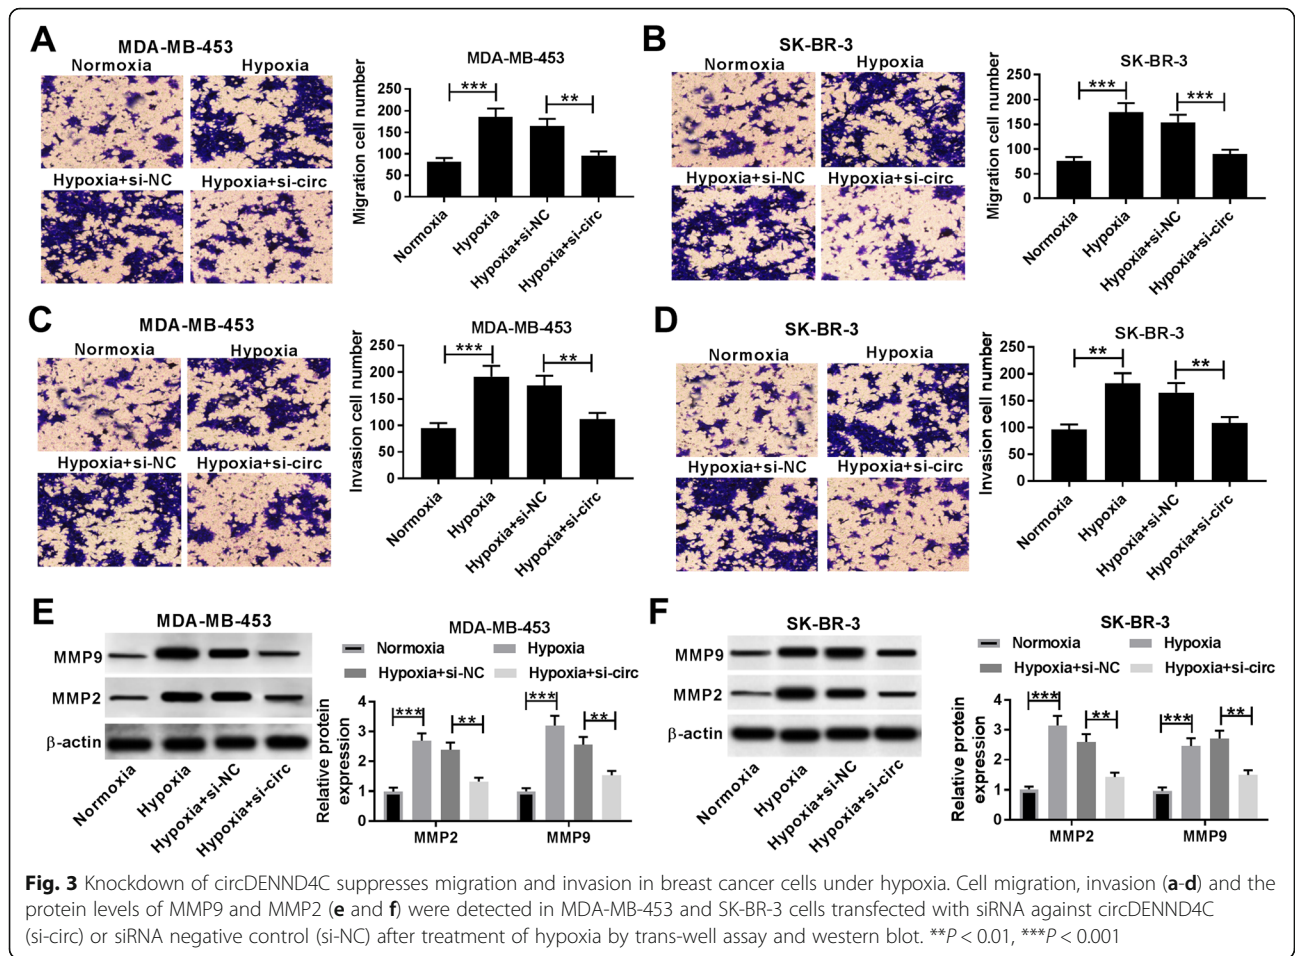 A
MDA-MB-453
Normoxia Hypoxia
Hypoxia+si-NC Hypoxia+si-circ
MDA-MB-453
Migration cell number
250
200
150
100
50
0
*** **
Normoxia
Hypoxia
Hypoxia+si-NC
Hypoxia+si-circ
B
SK-BR-3
Normoxia Hypoxia
Hypoxia+si-NC Hypoxia+si-circ
SK-BR-3
Migration cell number
250
200
150
100
50
0
*** ***
Normoxia
Hypoxia
Hypoxia+si-NC
Hypoxia+si-circ
C
MDA-MB-453
Normoxia Hypoxia
Hypoxia+si-NC Hypoxia+si-circ
MDA-MB-453
Invasion cell number
250
200
150
100
50
0
*** **
Normoxia
Hypoxia
Hypoxia+si-NC
Hypoxia+si-circ
D
SK-BR-3
Normoxia Hypoxia
Hypoxia+si-NC Hypoxia+si-circ
SK-BR-3
Invasion cell number
250
200
150
100
50
0
** **
Normoxia
Hypoxia
Hypoxia+si-NC
Hypoxia+si-circ
E
MDA-MB-453
MMP9
MMP2
β-actin
Normoxia
Hypoxia
Hypoxia+si-NC
Hypoxia+si-circ
MDA-MB-453
Normoxia Hypoxia
Hypoxia+si-NC Hypoxia+si-circ
Relative protein
expression
4
3
2
1
0
*** ** *** **
MMP2 MMP9
F
SK-BR-3
MMP9
MMP2
β-actin
Normoxia
Hypoxia
Hypoxia+si-NC
Hypoxia+si-circ
SK-BR-3
Normoxia Hypoxia
Hypoxia+si-NC Hypoxia+si-circ
Relative protein
expression
4
3
2
1
0
*** ** *** **
MMP2 MMP9
Fig. 3 Knockdown of circDENND4C suppresses migration and invasion in breast cancer cells under hypoxia. Cell migration, invasion (a-d) and the
protein levels of MMP9 and MMP2 (e and f) were detected in MDA-MB-453 and SK-BR-3 cells transfected with siRNA against circDENND4C
(si-circ) or siRNA negative control (si-NC) after treatment of hypoxia by trans-well assay and western blot. **P < 0.01, ***P < 0.001